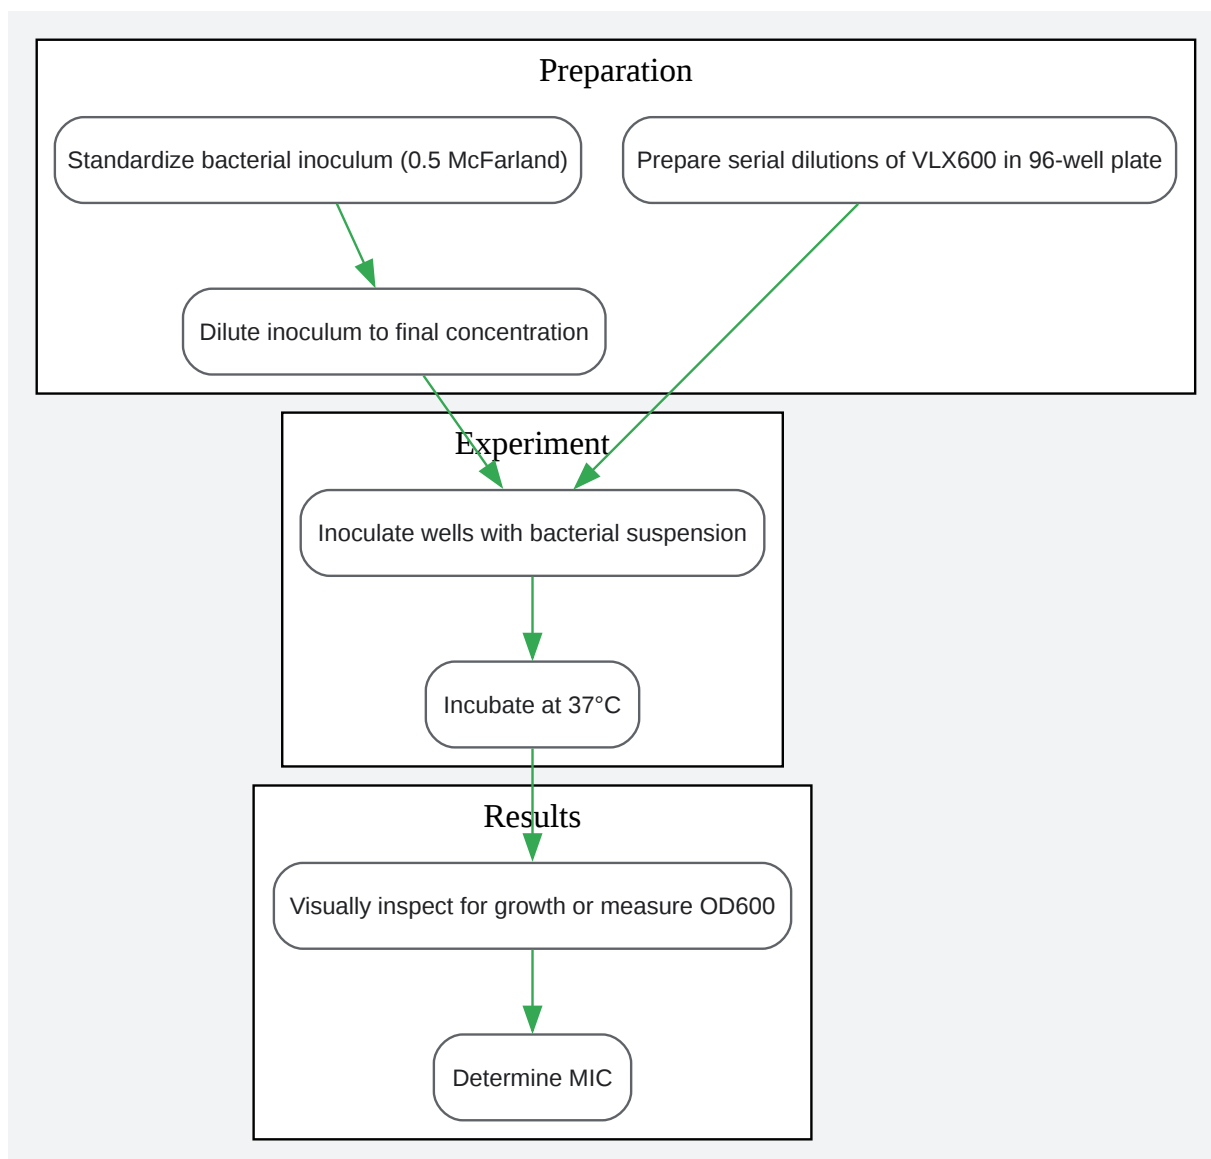 Preparation
Standardize bacterial inoculum (0.5 McFarland)
Prepare serial dilutions of VLX600 in 96-well plate
Dilute inoculum to final concentration
Experiment
Inoculate wells with bacterial suspension
Incubate at 37°C
Results
Visually inspect for growth or measure OD600
Determine MIC